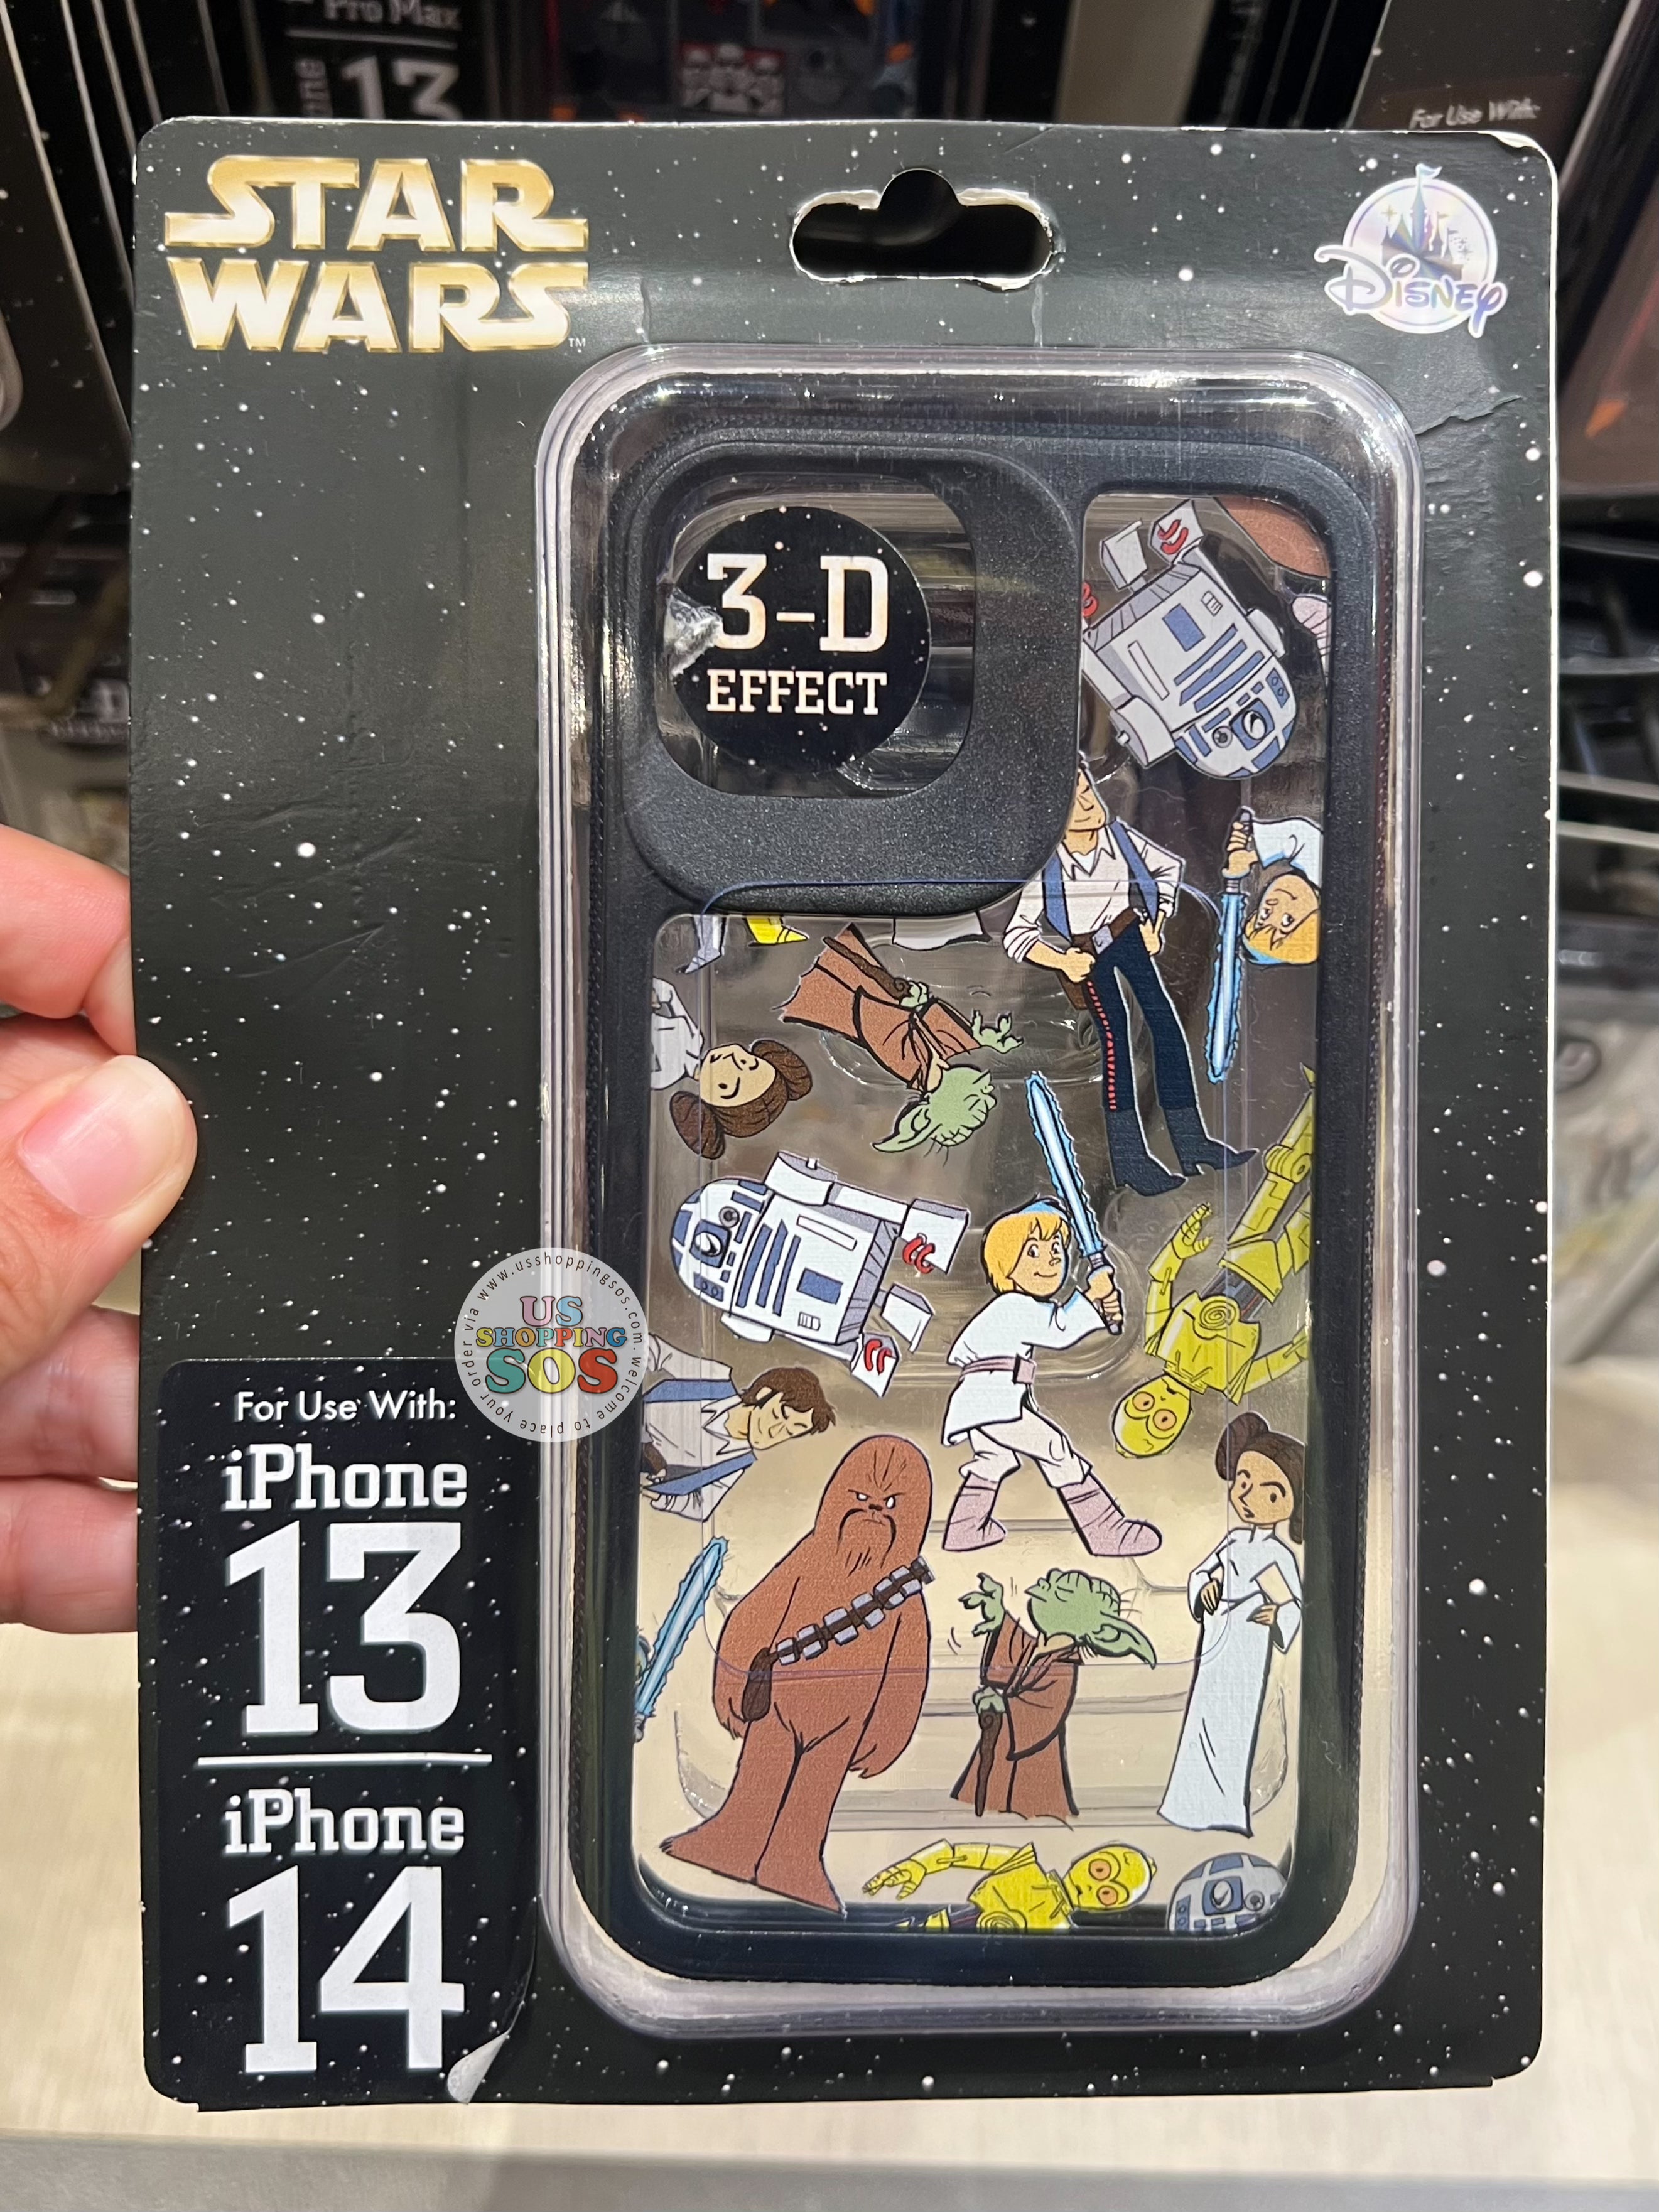 Pro Max
13
For Use With:
STAR
WARS
™
Disney
3-D
EFFECT
place your order via www.usshoppingsos.com. welcome to
US
SHOPPING
SOS
For Use With:
iPhone
13
iPhone
14